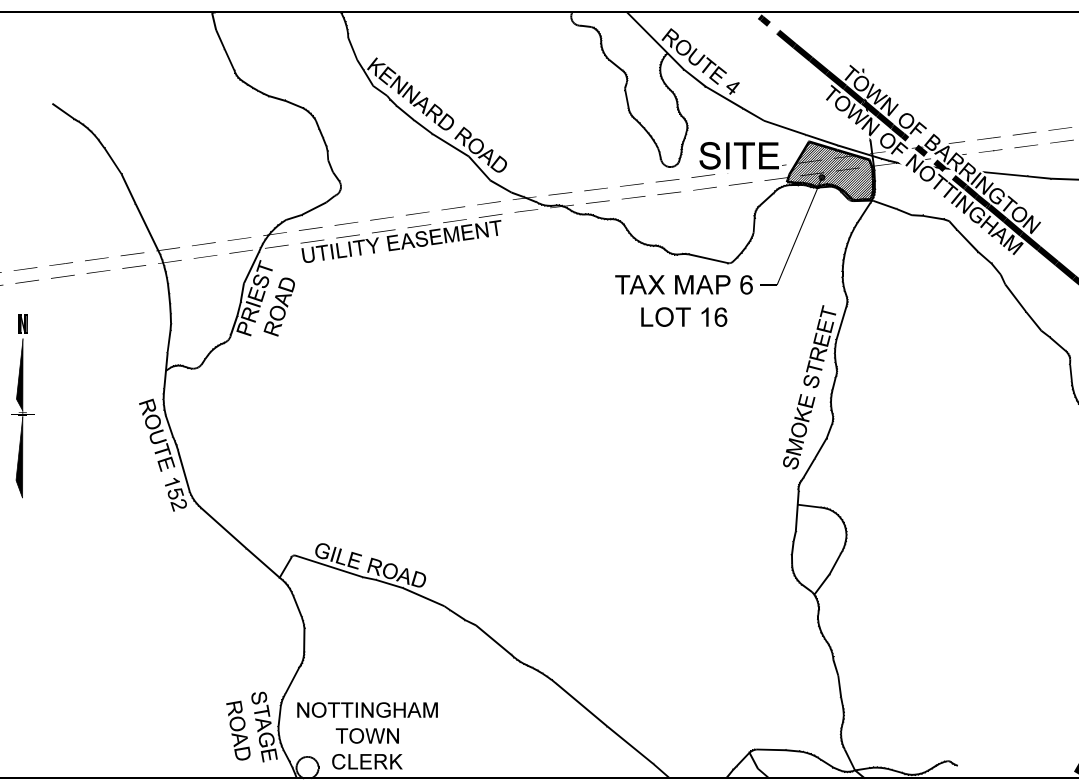 KENNARD ROAD
ROUTE 4
TOWN OF BARRINGTON
TOWN OF NOTTINGHAM
SITE
UTILITY EASEMENT
PRIEST
ROAD
TAX MAP 6
LOT 16
N
SMOKE STREET
ROUTE 152
GILE ROAD
STAGE
ROAD
NOTTINGHAM
TOWN
CLERK